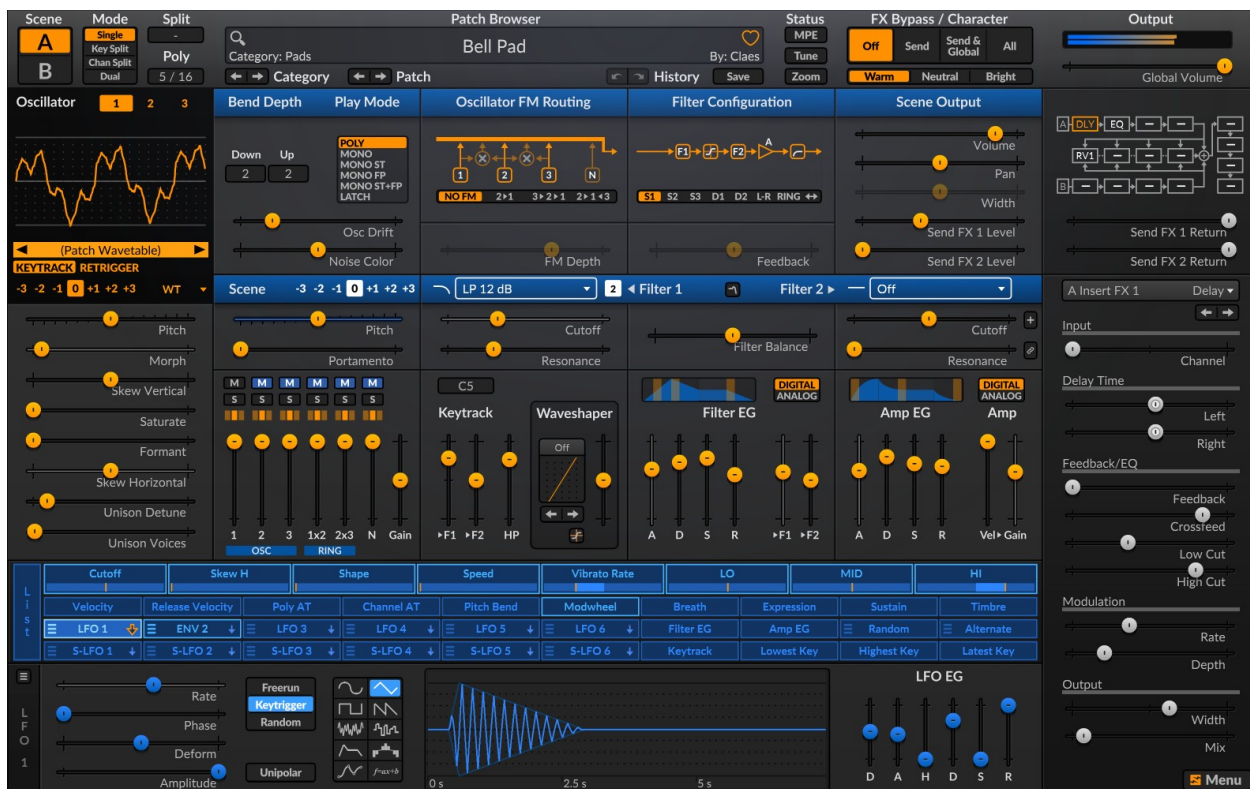 Scene Mode Split Patch Browser Status FX Bypass / Character Output
A Single - Bell Pad MPE Off Send Send & Global All
Key Split
Category: Pads By: Claes Tune
B Chan Split Poly
Dual 5 / 16 Category Patch History Save Zoom Warm Neutral Bright Global Volume
Oscillator 1 2 3 Bend Depth Play Mode Oscillator FM Routing Filter Configuration Scene Output
Down Up
2 2
POLY
MONO
MONO ST
MONO FP
MONO ST+FP
LATCH
1 2 3 N
NO FM 2▸1 3▸2▸1 2▸1◂3
F1 F2 A
S1 S2 S3 D1 D2 L-R RING
Volume
Pan
Width
A DLY EQ
RV1
B
Osc Drift Send FX 1 Level Send FX 1 Return
(Patch Wavetable) Noise Color FM Depth Feedback Send FX 2 Level Send FX 2 Return
KEYTRACK RETRIGGER
-3 -2 -1 0 +1 +2 +3 WT Scene -3 -2 -1 0 +1 +2 +3 LP 12 dB 2 Filter 1 Filter 2 Off A Insert FX 1 Delay
Pitch Pitch Cutoff Filter Balance Cutoff
Morph Portamento Resonance Resonance
Skew Vertical
Saturate
Formant
Skew Horizontal
Unison Detune
Unison Voices
M M M M M M
S S S S S S
1 2 3 1x2 2x3 N Gain
OSC RING
C5
Keytrack Waveshaper
Off
▸F1 ▸F2 HP
DIGITAL
ANALOG
Filter EG
A D S R ▸F1 ▸F2
DIGITAL
ANALOG
Amp EG Amp
A D S R Vel▸Gain
Input
Channel
Delay Time
Left
Right
Feedback/EQ
Feedback
Crossfeed
Low Cut
High Cut
Modulation
Rate
Depth
Output
Width
Mix
List
Cutoff Skew H Shape Speed Vibrato Rate LO MID HI
Velocity Release Velocity Poly AT Channel AT Pitch Bend Modwheel Breath Expression Sustain Timbre
LFO 1 ENV 2 LFO 3 LFO 4 LFO 5 LFO 6 Filter EG Amp EG Random Alternate
S-LFO 1 S-LFO 2 S-LFO 3 S-LFO 4 S-LFO 5 S-LFO 6 Keytrack Lowest Key Highest Key Latest Key
LFO 1
Rate
Phase
Deform
Amplitude
Freerun
Keytrigger
Random
Unipolar
f=ax+b
0 s 2.5 s 5 s
LFO EG
D A H D S R
Menu